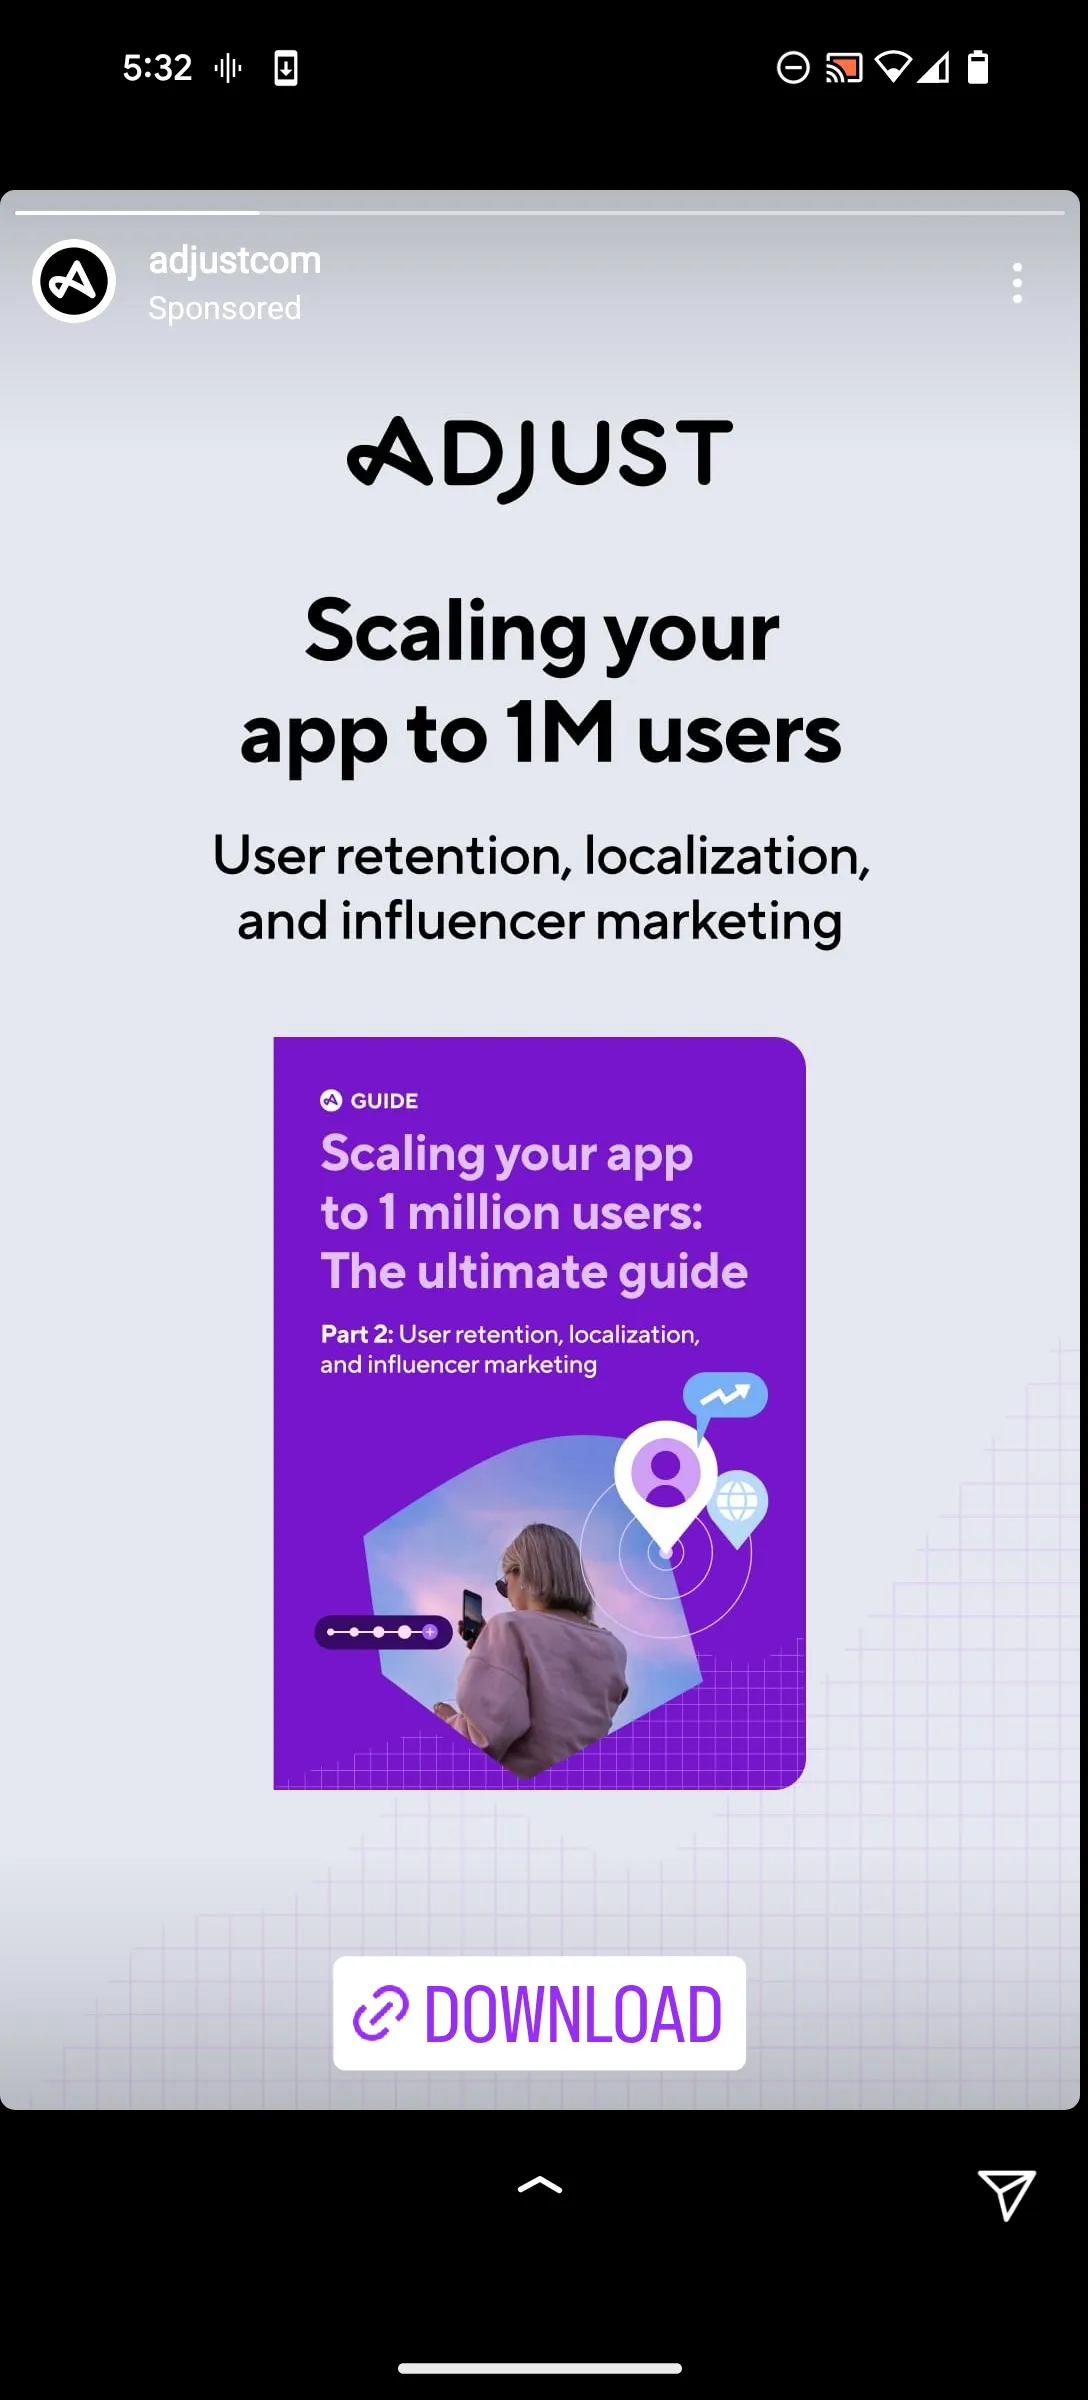 5:32
adjustcom
Sponsored
ADJUST
Scaling your
app to 1M users
User retention, localization,
and influencer marketing
GUIDE
Scaling your app
to 1 million users:
The ultimate guide
Part 2: User retention, localization,
and influencer marketing
DOWNLOAD